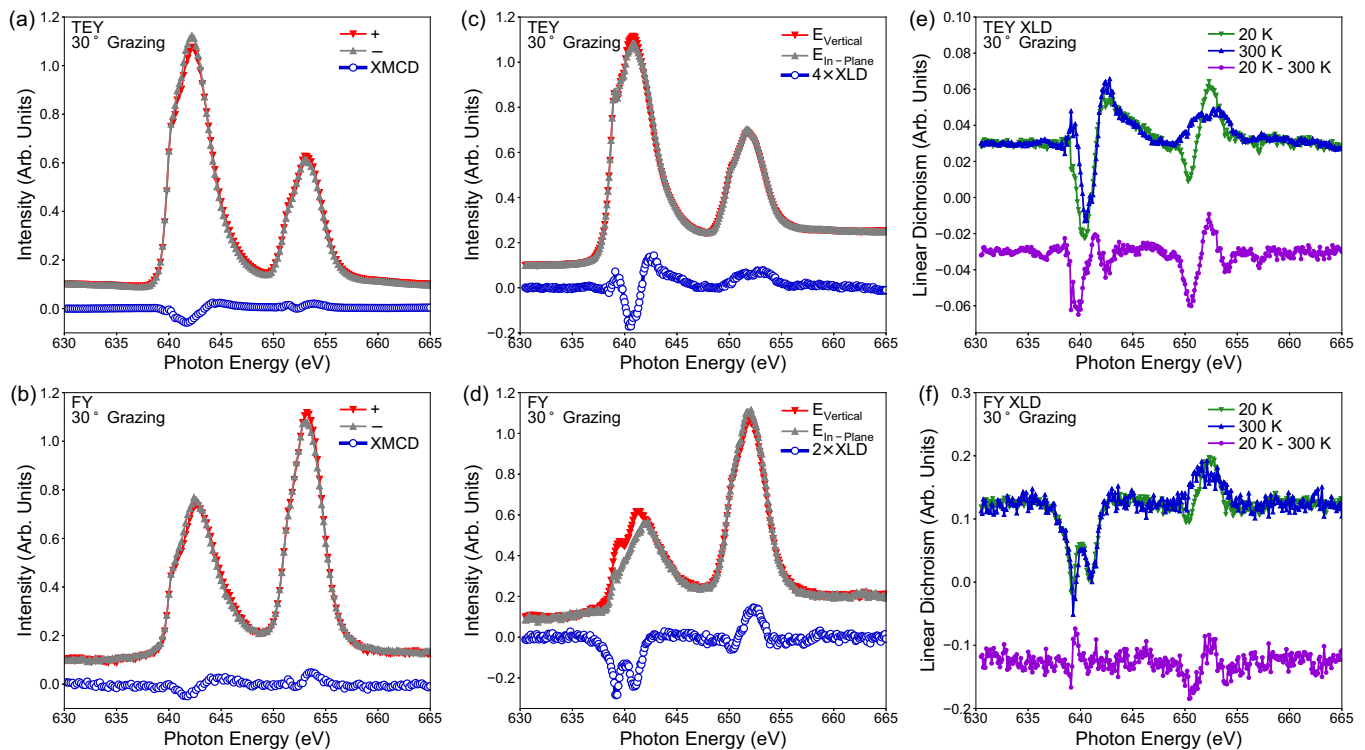 (a)
TEY
30° Grazing
+
−
XMCD
Intensity (Arb. Units)
1.2
1.0
0.8
0.6
0.4
0.2
0.0
630 635 640 645 650 655 660 665
Photon Energy (eV)
(c)
TEY
30° Grazing
E Vertical
E In−Plane
4×XLD
Intensity (Arb. Units)
1.2
1.0
0.8
0.6
0.4
0.2
0.0
−0.2
630 635 640 645 650 655 660 665
Photon Energy (eV)
(e)
TEY XLD
30° Grazing
20 K
300 K
20 K - 300 K
Linear Dichroism (Arb. Units)
0.10
0.08
0.06
0.04
0.02
0.00
−0.02
−0.04
−0.06
630 635 640 645 650 655 660 665
Photon Energy (eV)
(b)
FY
30° Grazing
+
−
XMCD
Intensity (Arb. Units)
1.2
1.0
0.8
0.6
0.4
0.2
0.0
630 635 640 645 650 655 660 665
Photon Energy (eV)
(d)
FY
30° Grazing
E Vertical
E In−Plane
2×XLD
Intensity (Arb. Units)
1.2
1.0
0.8
0.6
0.4
0.2
0.0
−0.2
630 635 640 645 650 655 660 665
Photon Energy (eV)
(f)
FY XLD
30° Grazing
20 K
300 K
20 K - 300 K
Linear Dichroism (Arb. Units)
0.3
0.2
0.1
0.0
−0.1
−0.2
630 635 640 645 650 655 660 665
Photon Energy (eV)